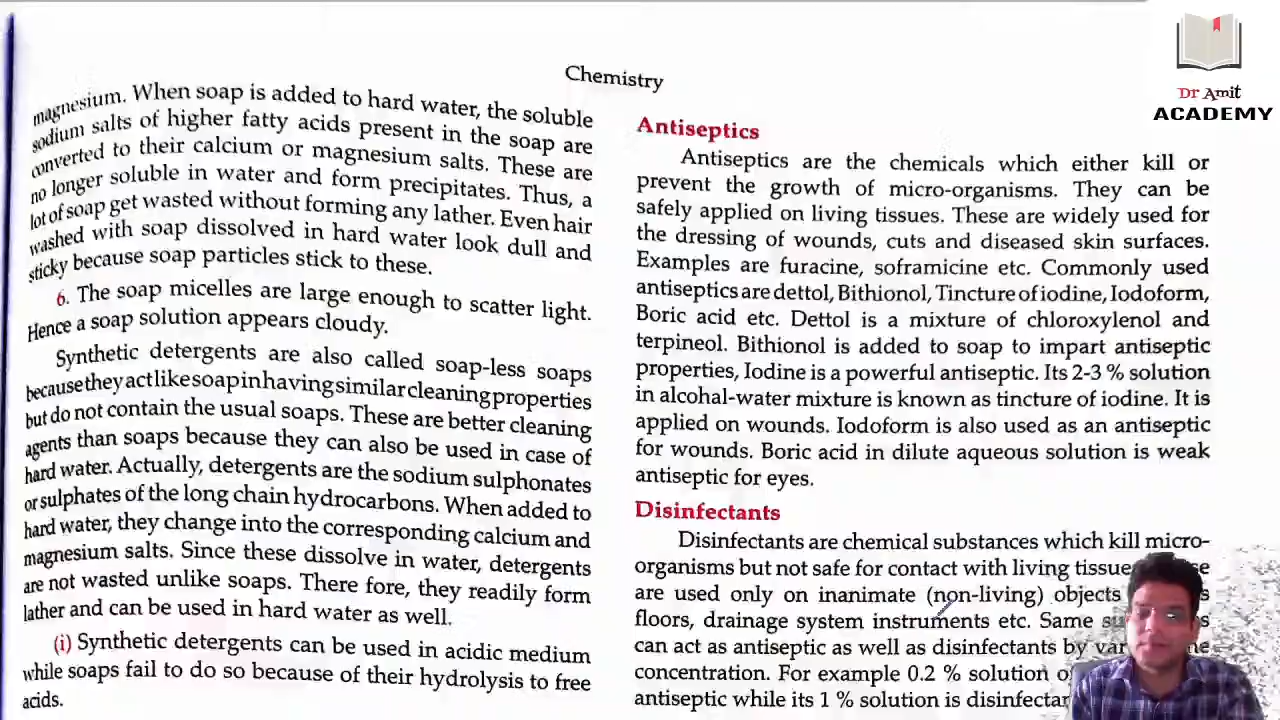 Chemistry
magnesium. When soap is added to hard water, the soluble
sodium salts of higher fatty acids present in the soap are
converted to their calcium or magnesium salts. These are
no longer soluble in water and form precipitates. Thus, a
lot of soap get wasted without forming any lather. Even hair
washed with soap dissolved in hard water look dull and
sticky because soap particles stick to these.
6. The soap micelles are large enough to scatter light.
Hence a soap solution appears cloudy.
Synthetic detergents are also called soap-less soaps
because they act like soap in having similar cleaning properties
but do not contain the usual soaps. These are better cleaning
agents than soaps because they can also be used in case of
hard water. Actually, detergents are the sodium sulphonates
or sulphates of the long chain hydrocarbons. When added to
hard water, they change into the corresponding calcium and
magnesium salts. Since these dissolve in water, detergents
are not wasted unlike soaps. There fore, they readily form
lather and can be used in hard water as well.
(i) Synthetic detergents can be used in acidic medium
while soaps fail to do so because of their hydrolysis to free
acids.
Antiseptics
Antiseptics are the chemicals which either kill or
prevent the growth of micro-organisms. They can be
safely applied on living tissues. These are widely used for
the dressing of wounds, cuts and diseased skin surfaces.
Examples are furacine, soframicine etc. Commonly used
antiseptics are dettol, Bithionol, Tincture of iodine, Iodoform,
Boric acid etc. Dettol is a mixture of chloroxylenol and
terpineol. Bithionol is added to soap to impart antiseptic
properties, Iodine is a powerful antiseptic. Its 2-3 % solution
in alcohal-water mixture is known as tincture of iodine. It is
applied on wounds. Iodoform is also used as an antiseptic
for wounds. Boric acid in dilute aqueous solution is weak
antiseptic for eyes.
Disinfectants
Disinfectants are chemical substances which kill micro-
organisms but not safe for contact with living
are used only on inanimate (non-living) objects
floors, drainage system instruments etc. Same
can act as antiseptic as well as disinfectants by
concentration. For example 0.2 % solution
antiseptic while its 1 % solution is
Dr Amit
ACADEMY